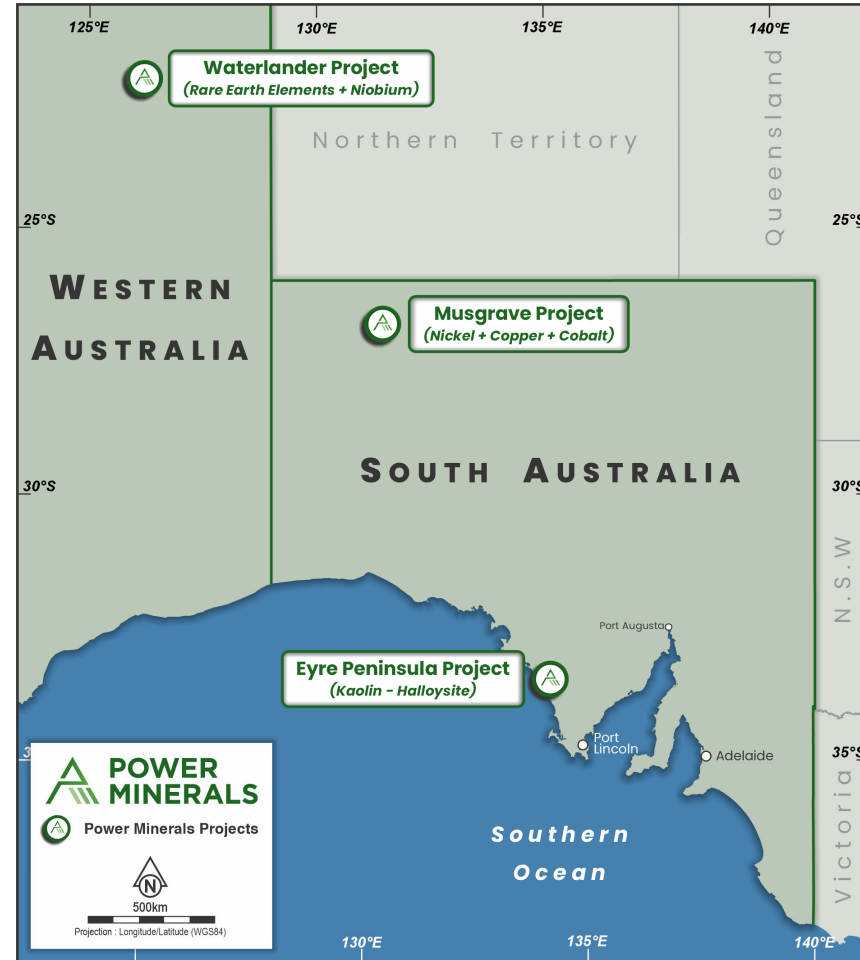 125°E
130°E
135°E
140°E
Waterlander Project
(Rare Earth Elements + Niobium)
Northern Territory
Queensland
25°S
25°S
WESTERN
AUSTRALIA
Musgrave Project
(Nickel + Copper + Cobalt)
SOUTH AUSTRALIA
30°S
30°S
N.S.W
Port Augusta
Eyre Peninsula Project
(Kaolin - Halloysite)
Port
Lincoln
Adelaide
35°S
POWER
MINERALS
Power Minerals Projects
N
500km
Projection : Longitude/Latitude (WGS84)
Southern
Ocean
Victoria
130°E
135°E
140°E